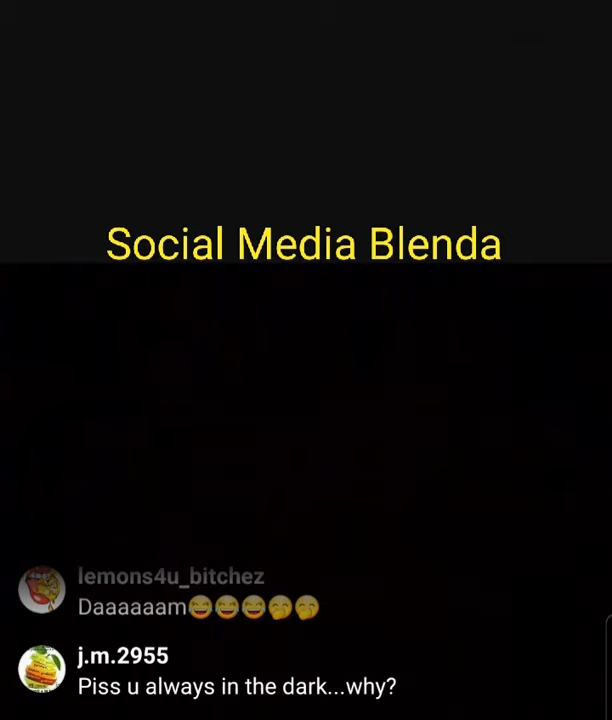 Social Media Blenda
lemons4u_bitchez
Daaaaaam😂😂😂🤭🤭
j.m.2955
Piss u always in the dark...why?